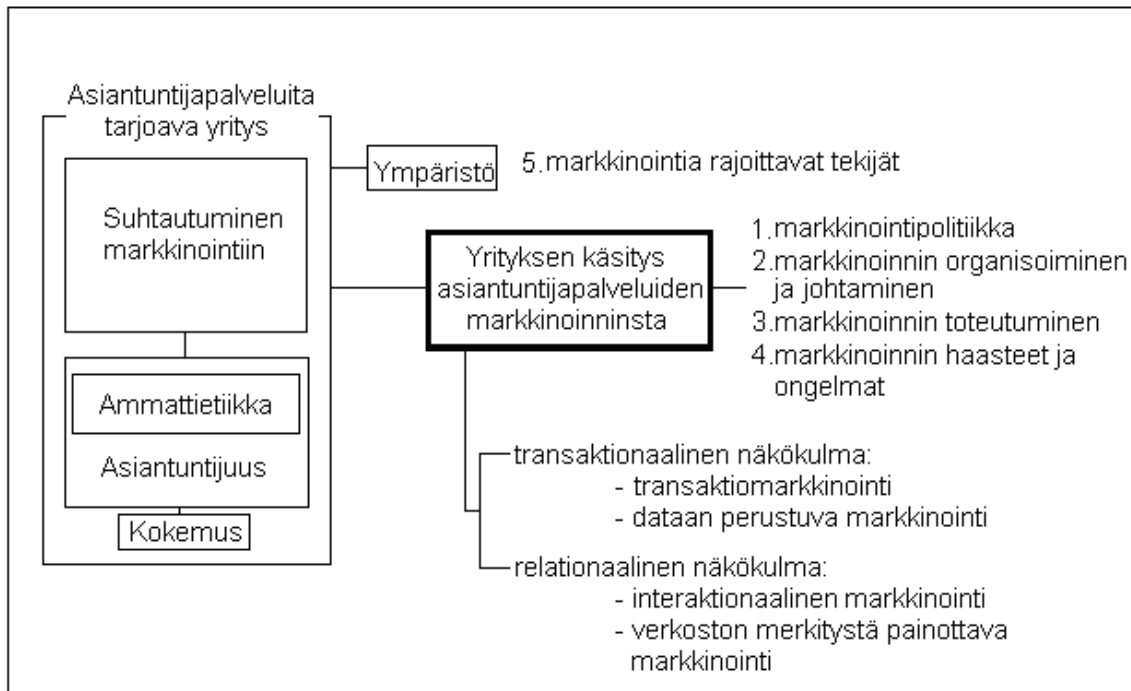 Asiantuntijapalveluita
tarjoava yritys
Suhtautuminen
markkinointiin
Ammattietiikka
Asiantuntijuus
Kokemus
Ympäristö
5. markkinointia rajoittavat tekijät
Yrityksen käsitys
asiantuntijapalveluiden
markkinoinninsta
1. markkinointipolitiikka
2. markkinoinnin organisoiminen
ja johtaminen
3. markkinoinnin toteutuminen
4. markkinoinnin haasteet ja
ongelmat
transaktionaalinen näkökulma:
- transaktiomarkkinointi
- dataan perustuva markkinointi
relationaalinen näkökulma:
- interaktionaalinen markkinointi
- verkoston merkitystä painottava
markkinointi